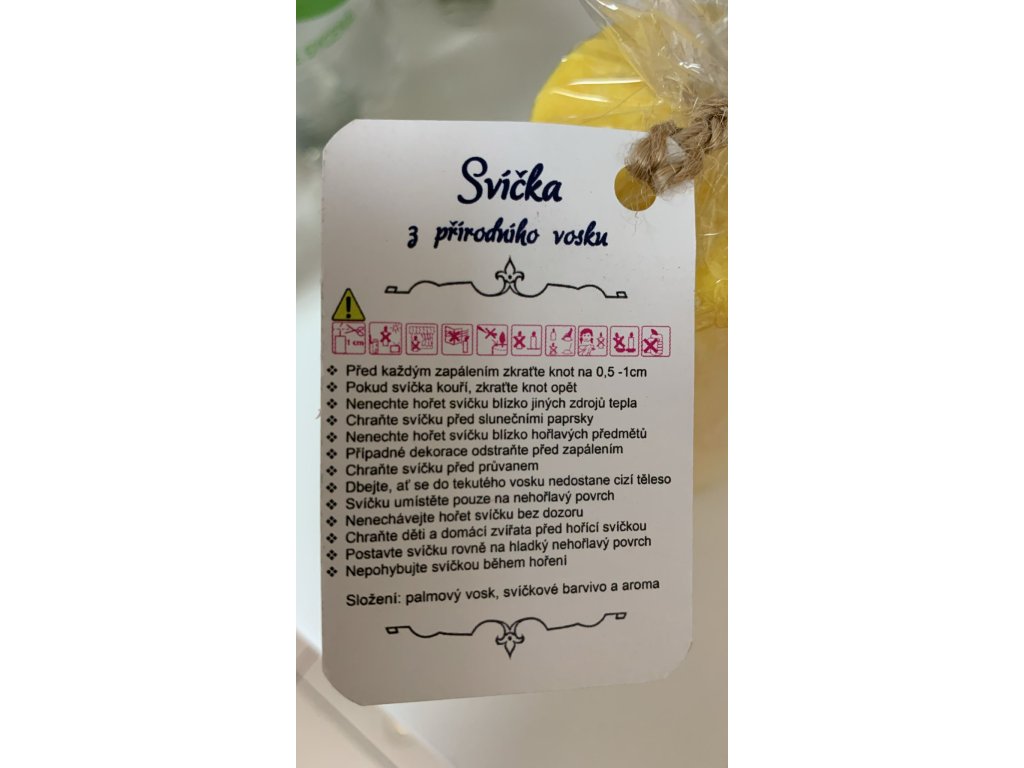 Svíčka
z přírodního vosku
1 cm
❖ Před každým zapálením zkraťte knot na 0,5 -1cm
❖ Pokud svíčka kouří, zkraťte knot opět
❖ Nenechte hořet svíčku blízko jiných zdrojů tepla
❖ Chraňte svíčku před slunečními paprsky
❖ Nenechte hořet svíčku blízko hořlavých předmětů
❖ Případné dekorace odstraňte před zapálením
❖ Chraňte svíčku před průvanem
❖ Dbejte, ať se do tekutého vosku nedostane cizí těleso
❖ Svíčku umístěte pouze na nehořlavý povrch
❖ Nenechávejte hořet svíčku bez dozoru
❖ Chraňte děti a domácí zvířata před hořící svíčkou
❖ Postavte svíčku rovně na hladký nehořlavý povrch
❖ Nepohybujte svíčkou během hoření
Složení: palmový vosk, svíčkové barvivo a aroma